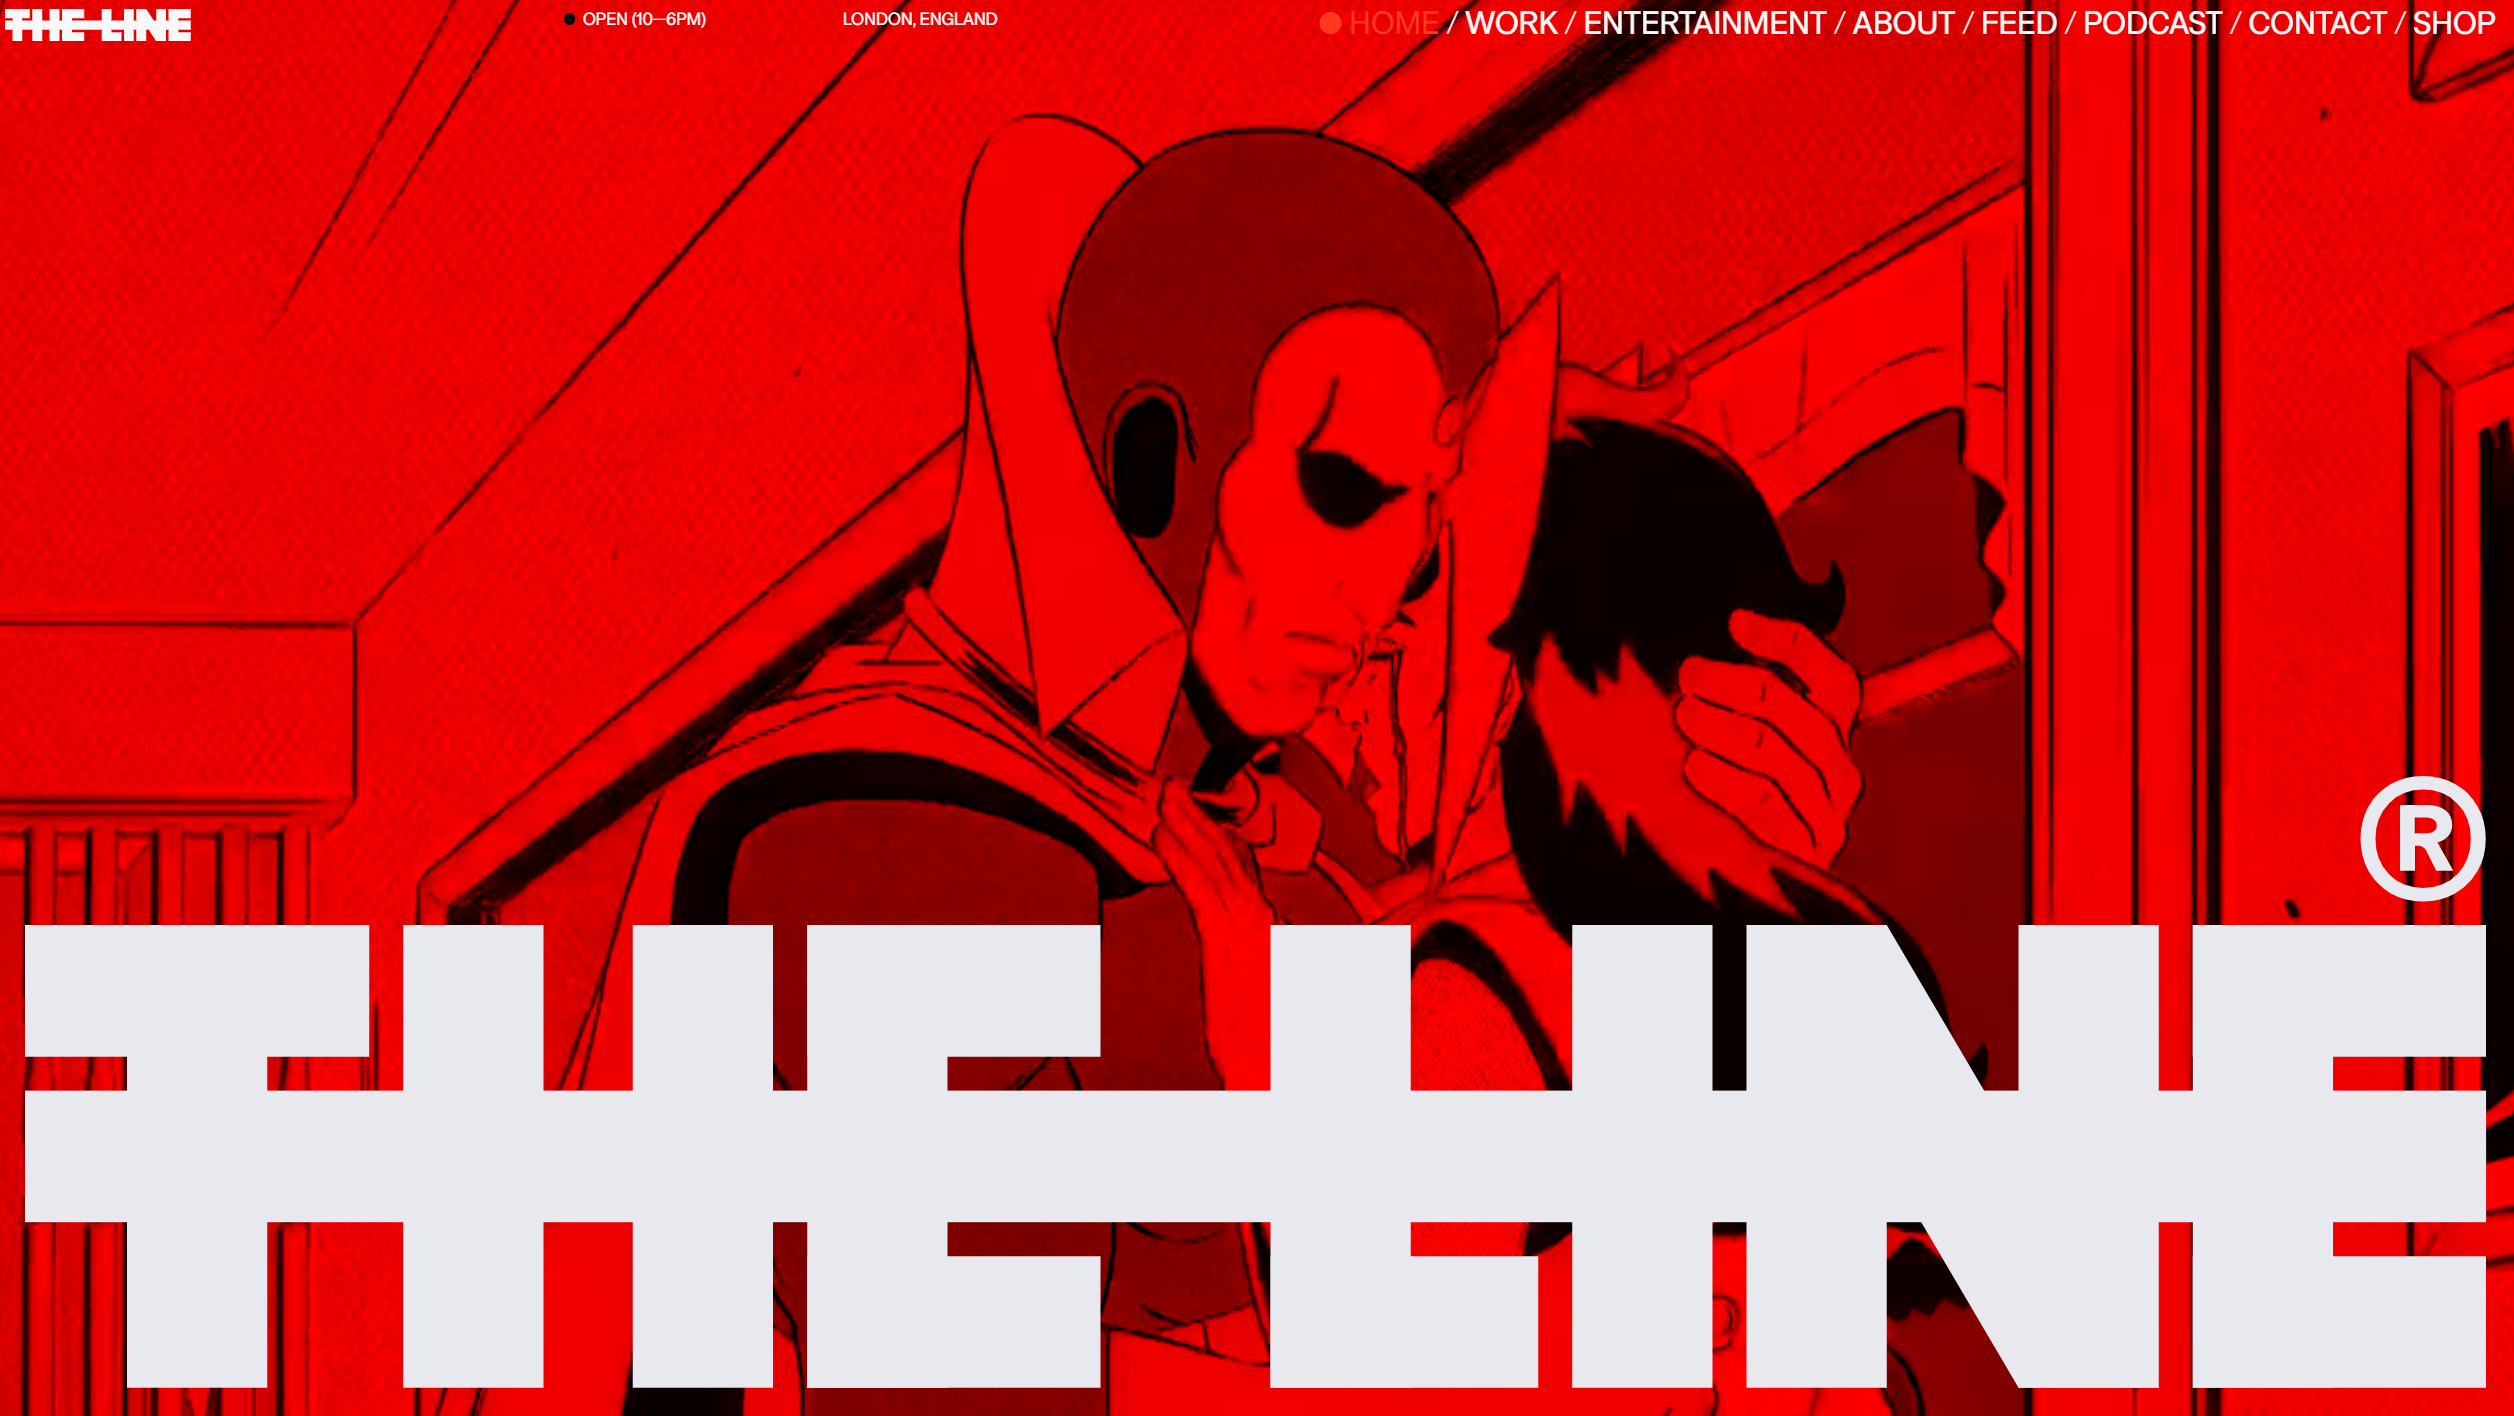 THE LINE
OPEN (10—6PM)
LONDON, ENGLAND
HOME / WORK / ENTERTAINMENT / ABOUT / FEED / PODCAST / CONTACT / SHOP
®
THE LINE